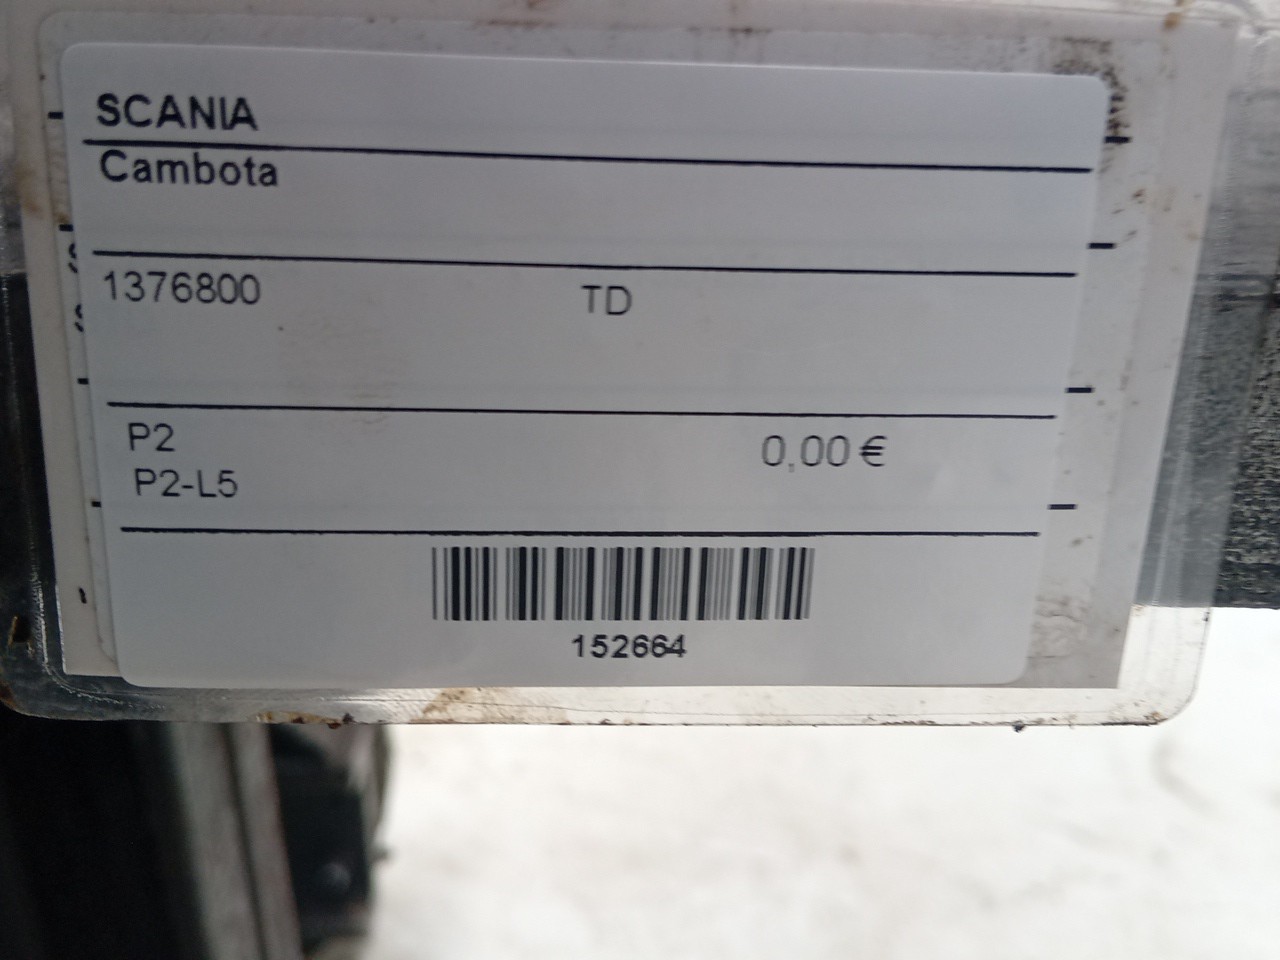 SCANIA
Cambota
1376800 TD
P2 0,00 €
P2-L5
152664